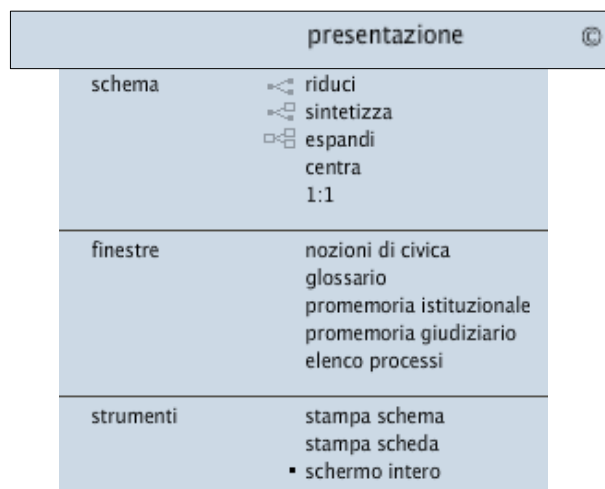 presentazione ©
schema riduci
sintetizza
espandi
centra
1:1
finestre nozioni di civica
glossario
promemoria istituzionale
promemoria giudiziario
elenco processi
strumenti stampa schema
stampa scheda
▪ schermo intero